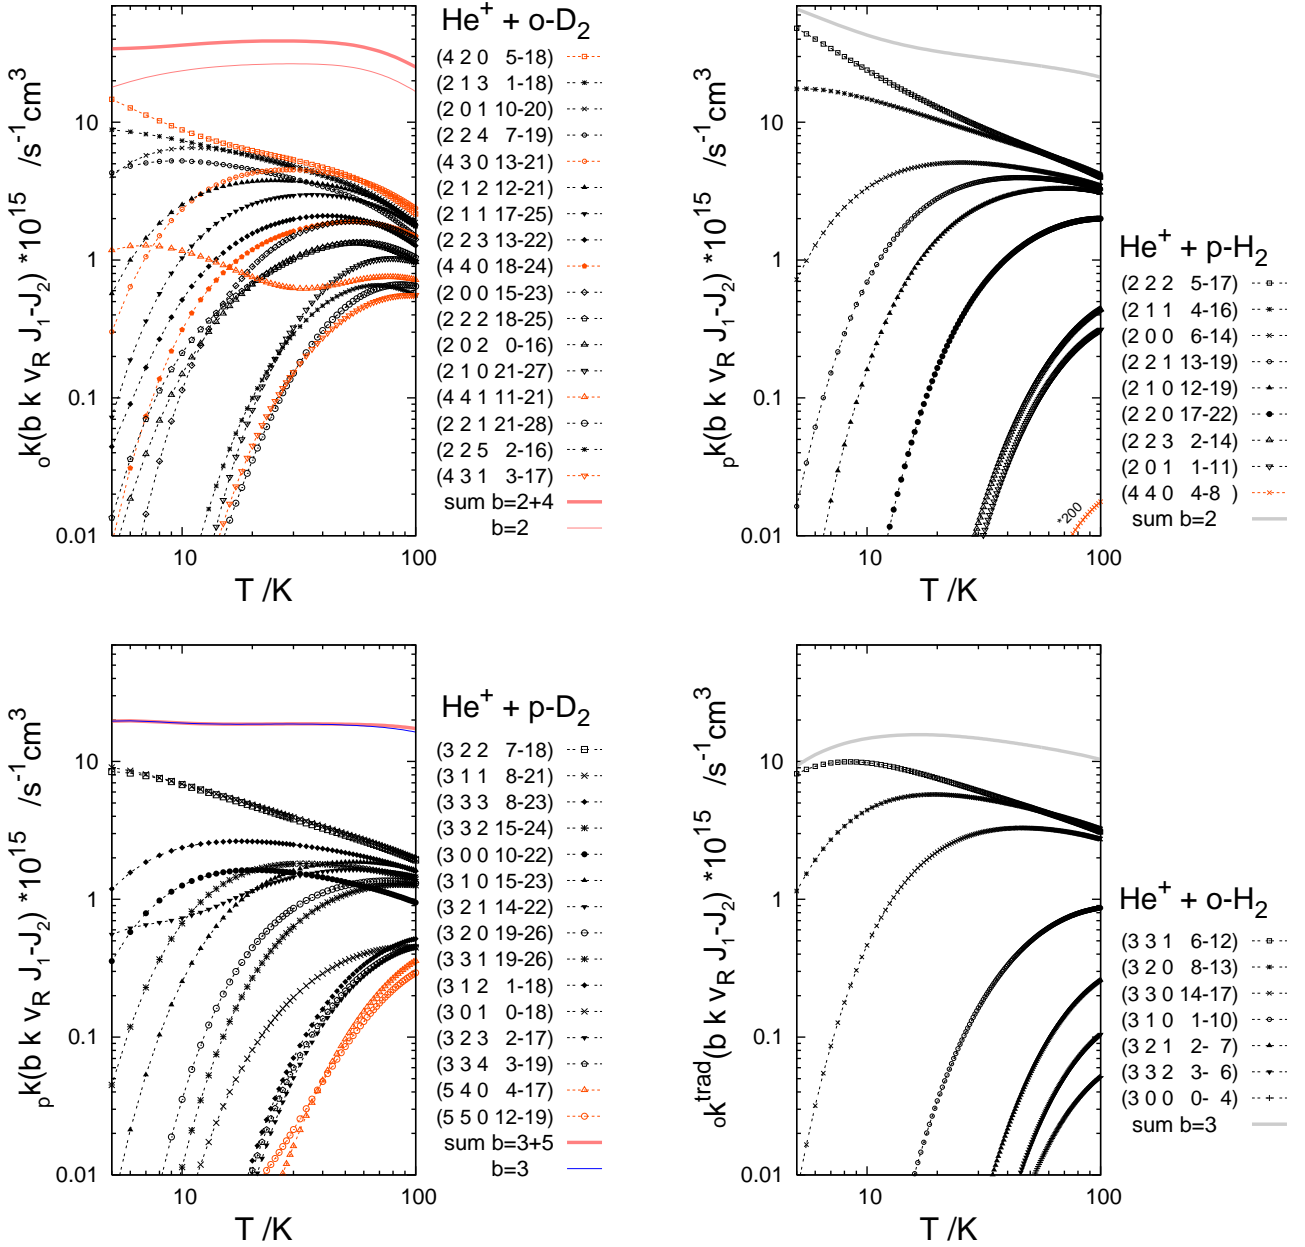 He+ + o-D2
(4 2 0 5-18)
(2 1 3 1-18)
(2 0 1 10-20)
(2 2 4 7-19)
(4 3 0 13-21)
(2 1 2 12-21)
(2 1 1 17-25)
(2 2 3 13-22)
(4 4 0 18-24)
(2 0 0 15-23)
(2 2 2 18-25)
(2 0 2 0-16)
(2 1 0 21-27)
(4 4 1 11-21)
(2 2 1 21-28)
(2 2 5 2-16)
(4 3 1 3-17)
sum b=2+4
b=2
ok(b k vR J1-J2) *10^15 /s-1cm3
10
1
0.1
0.01
10
100
T /K
He+ + p-H2
(2 2 2 5-17)
(2 1 1 4-16)
(2 0 0 6-14)
(2 2 1 13-19)
(2 1 0 12-19)
(2 2 0 17-22)
(2 2 3 2-14)
(2 0 1 1-11)
(4 4 0 4-8 )
sum b=2
*200
pk(b k vR J1-J2) *10^15 /s-1cm3
10
1
0.1
0.01
10
100
T /K
He+ + p-D2
(3 2 2 7-18)
(3 1 1 8-21)
(3 3 3 8-23)
(3 3 2 15-24)
(3 0 0 10-22)
(3 1 0 15-23)
(3 2 1 14-22)
(3 2 0 19-26)
(3 3 1 19-26)
(3 1 2 1-18)
(3 0 1 0-18)
(3 2 3 2-17)
(3 3 4 3-19)
(5 4 0 4-17)
(5 5 0 12-19)
sum b=3+5
b=3
pk(b k vR J1-J2) *10^15 /s-1cm3
10
1
0.1
0.01
10
100
T /K
He+ + o-H2
(3 3 1 6-12)
(3 2 0 8-13)
(3 3 0 14-17)
(3 1 0 1-10)
(3 2 1 2- 7)
(3 3 2 3- 6)
(3 0 0 0- 4)
sum b=3
ok^trad(b k vR J1-J2) *10^15 /s-1cm3
10
1
0.1
0.01
10
100
T /K